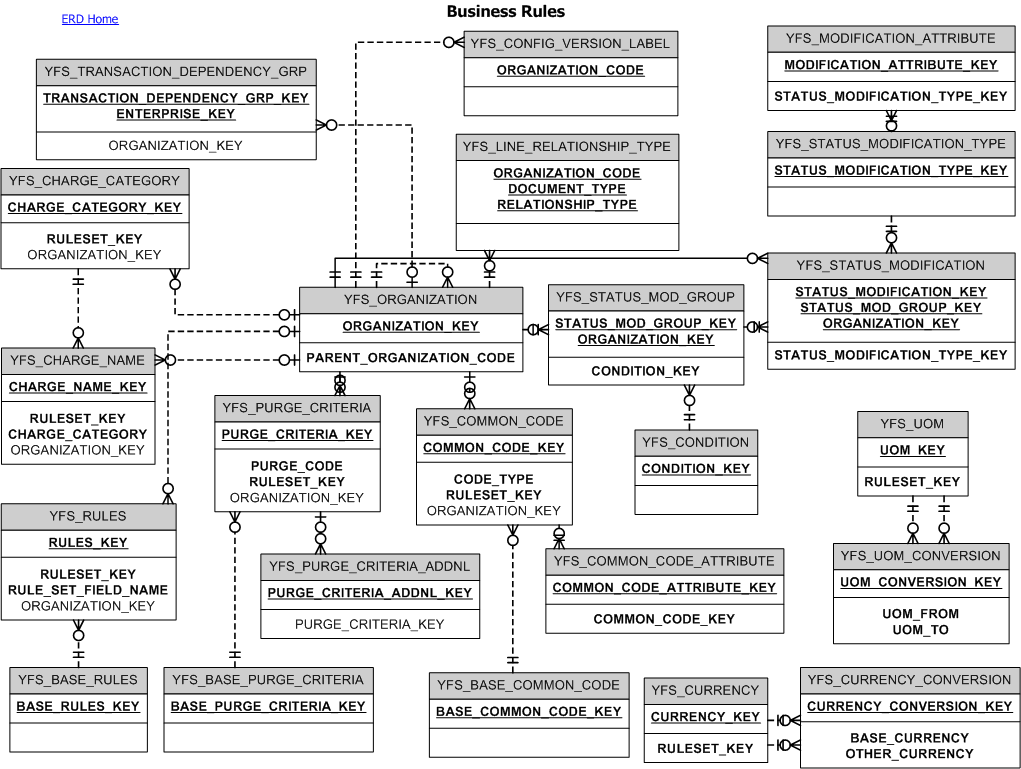 Business Rules
ERD Home
YFS_CONFIG_VERSION_LABEL
ORGANIZATION_CODE
YFS_MODIFICATION_ATTRIBUTE
MODIFICATION_ATTRIBUTE_KEY
STATUS_MODIFICATION_TYPE_KEY
YFS_TRANSACTION_DEPENDENCY_GRP
TRANSACTION_DEPENDENCY_GRP_KEY
ENTERPRISE_KEY
ORGANIZATION_KEY
YFS_LINE_RELATIONSHIP_TYPE
ORGANIZATION_CODE
DOCUMENT_TYPE
RELATIONSHIP_TYPE
YFS_STATUS_MODIFICATION_TYPE
STATUS_MODIFICATION_TYPE_KEY
YFS_CHARGE_CATEGORY
CHARGE_CATEGORY_KEY
RULESET_KEY
ORGANIZATION_KEY
YFS_STATUS_MODIFICATION
STATUS_MODIFICATION_KEY
STATUS_MOD_GROUP_KEY
ORGANIZATION_KEY
STATUS_MODIFICATION_TYPE_KEY
YFS_ORGANIZATION
ORGANIZATION_KEY
PARENT_ORGANIZATION_CODE
YFS_STATUS_MOD_GROUP
STATUS_MOD_GROUP_KEY
ORGANIZATION_KEY
CONDITION_KEY
YFS_CHARGE_NAME
CHARGE_NAME_KEY
RULESET_KEY
CHARGE_CATEGORY
ORGANIZATION_KEY
YFS_PURGE_CRITERIA
PURGE_CRITERIA_KEY
PURGE_CODE
RULESET_KEY
ORGANIZATION_KEY
YFS_COMMON_CODE
COMMON_CODE_KEY
CODE_TYPE
RULESET_KEY
ORGANIZATION_KEY
YFS_CONDITION
CONDITION_KEY
YFS_UOM
UOM_KEY
RULESET_KEY
YFS_RULES
RULES_KEY
RULESET_KEY
RULE_SET_FIELD_NAME
ORGANIZATION_KEY
YFS_PURGE_CRITERIA_ADDNL
PURGE_CRITERIA_ADDNL_KEY
PURGE_CRITERIA_KEY
YFS_COMMON_CODE_ATTRIBUTE
COMMON_CODE_ATTRIBUTE_KEY
COMMON_CODE_KEY
YFS_UOM_CONVERSION
UOM_CONVERSION_KEY
UOM_FROM
UOM_TO
YFS_BASE_RULES
BASE_RULES_KEY
YFS_BASE_PURGE_CRITERIA
BASE_PURGE_CRITERIA_KEY
YFS_BASE_COMMON_CODE
BASE_COMMON_CODE_KEY
YFS_CURRENCY
CURRENCY_KEY
RULESET_KEY
YFS_CURRENCY_CONVERSION
CURRENCY_CONVERSION_KEY
BASE_CURRENCY
OTHER_CURRENCY